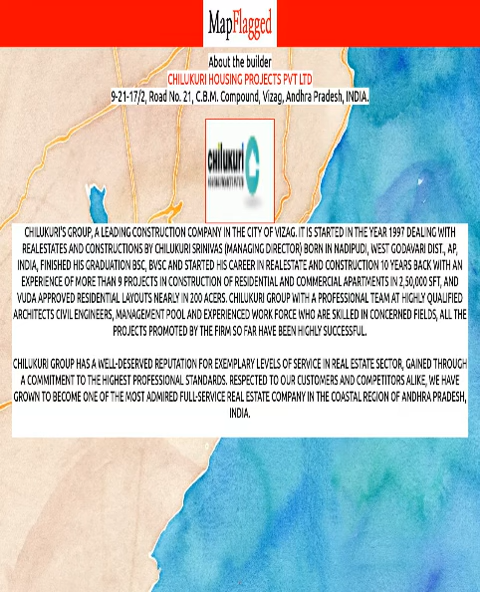 MapFlagged
About the builder
CHILUKURI HOUSING PROJECTS PVT LTD
9-21-17/2, Road No. 21, C.B.M. Compound, Vizag, Andhra Pradesh, INDIA.
chilukuri
CHILUKURI'S GROUP, A LEADING CONSTRUCTION COMPANY IN THE CITY OF VIZAG. IT IS STARTED IN THE YEAR 1997 DEALING WITH
REALESTATES AND CONSTRUCTIONS BY CHILUKURI SRINIVAS (MANAGING DIRECTOR) BORN IN NADIPUDI, WEST GODAVARI DIST., AP,
INDIA, FINISHED HIS GRADUATION BSC, BVSC AND STARTED HIS CAREER IN REALESTATE AND CONSTRUCTION 10 YEARS BACK WITH AN
EXPERIENCE OF MORE THAN 9 PROJECTS IN CONSTRUCTION OF RESIDENTIAL AND COMMERCIAL APARTMENTS IN 2,50,000 SFT, AND
VUDA APPROVED RESIDENTIAL LAYOUTS NEARLY IN 200 ACERS. CHILUKURI GROUP WITH A PROFESSIONAL TEAM AT HIGHLY QUALIFIED
ARCHITECTS CIVIL ENGINEERS, MANAGEMENT POOL AND EXPERIENCED WORK FORCE WHO ARE SKILLED IN CONCERNED FIELDS, ALL THE
PROJECTS PROMOTED BY THE FIRM SO FAR HAVE BEEN HIGHLY SUCCESSFUL.
CHILUKURI GROUP HAS A WELL-DESERVED REPUTATION FOR EXEMPLARY LEVELS OF SERVICE IN REAL ESTATE SECTOR, GAINED THROUGH
A COMMITMENT TO THE HIGHEST PROFESSIONAL STANDARDS. RESPECTED TO OUR CUSTOMERS AND COMPETITORS ALIKE, WE HAVE
GROWN TO BECOME ONE OF THE MOST ADMIRED FULL-SERVICE REAL ESTATE COMPANY IN THE COASTAL REGION OF ANDHRA PRADESH,
INDIA.